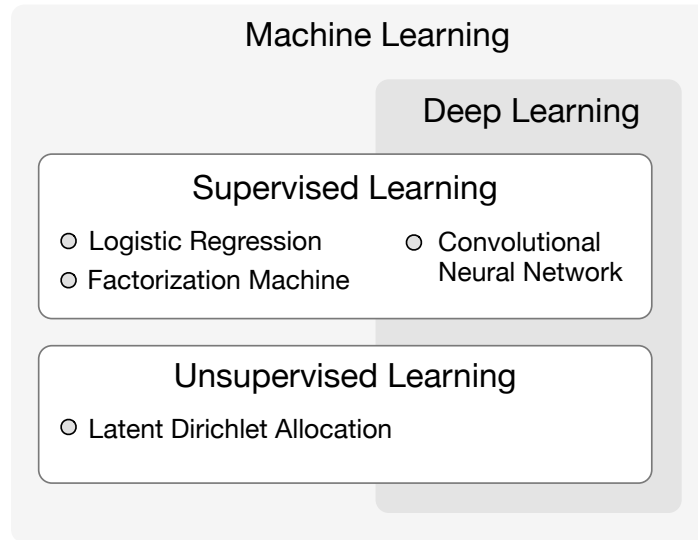 Machine Learning
Deep Learning
Supervised Learning
Logistic Regression
Factorization Machine
Convolutional
Neural Network
Unsupervised Learning
Latent Dirichlet Allocation